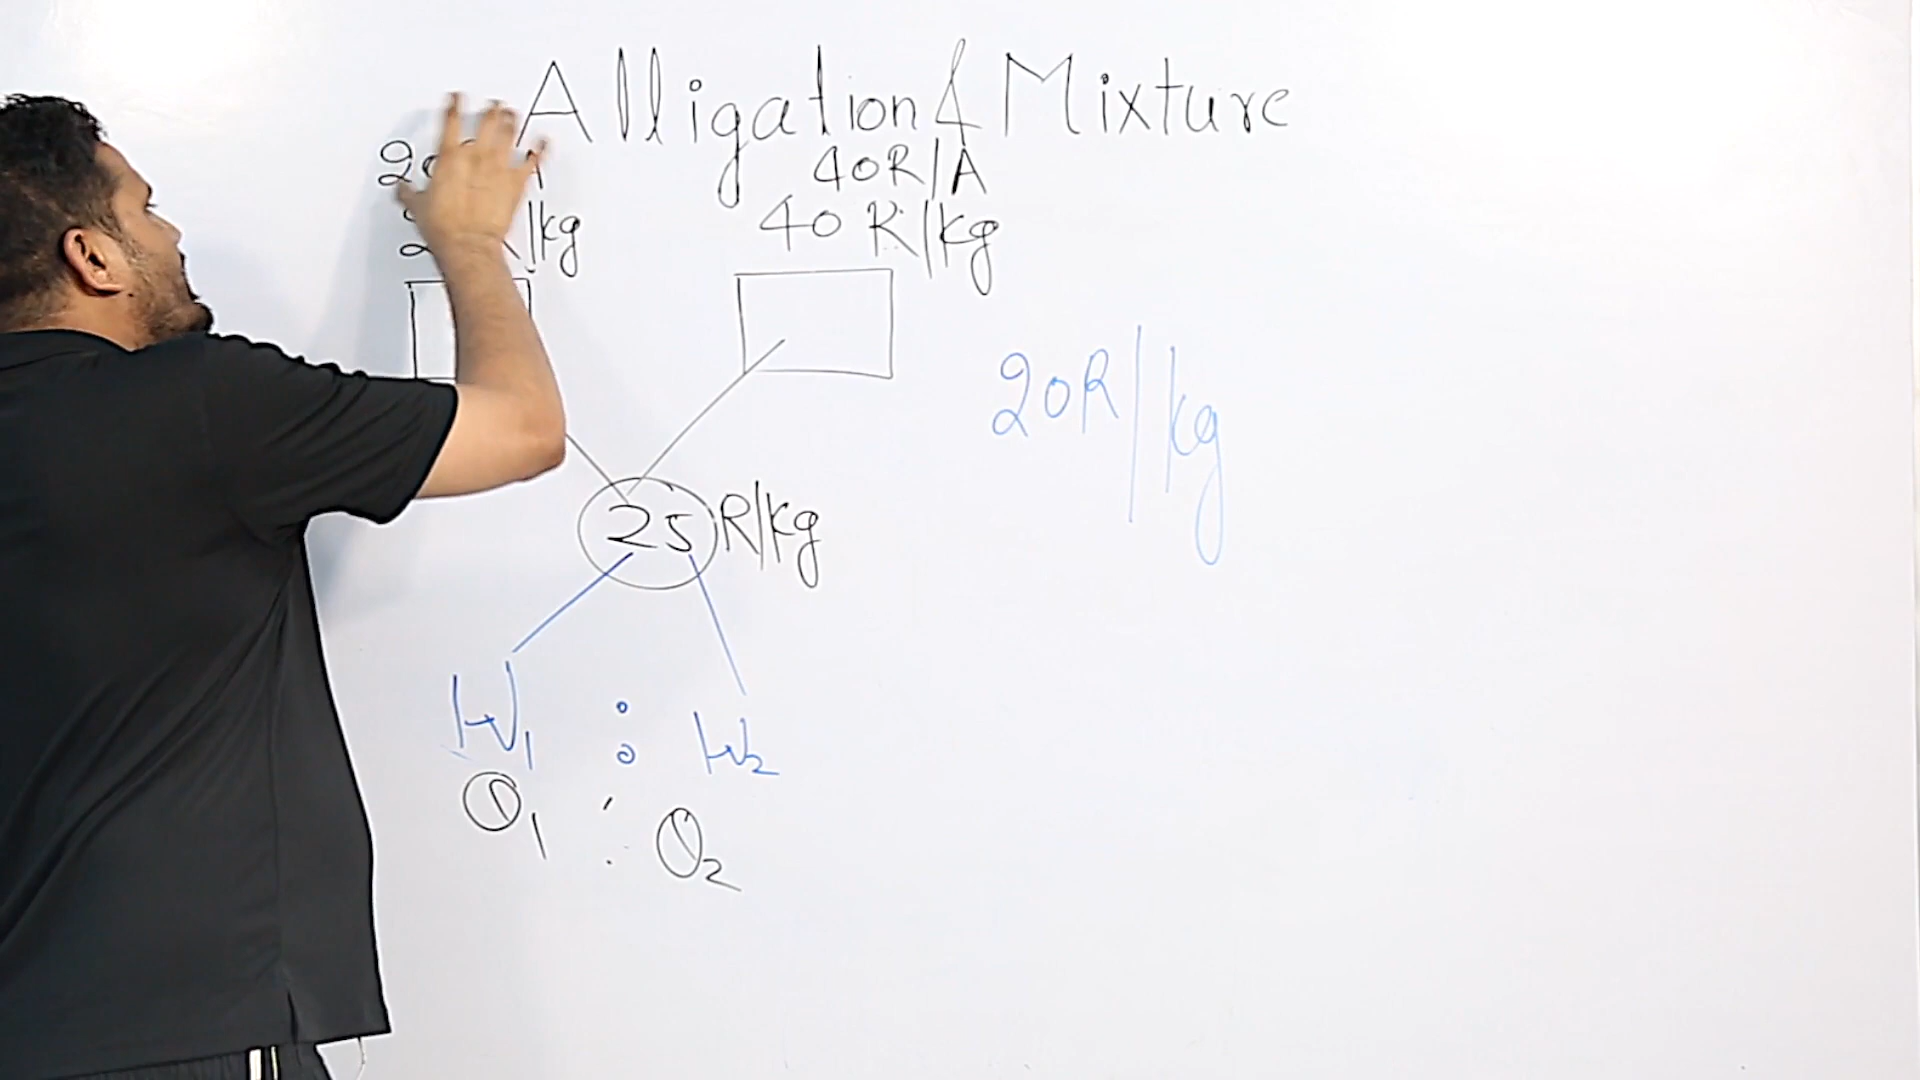 Alligation & Mixture
40R/A
/kg 40 R/kg
20R/kg
25 R/kg
W1 : W2
Q1 : Q2